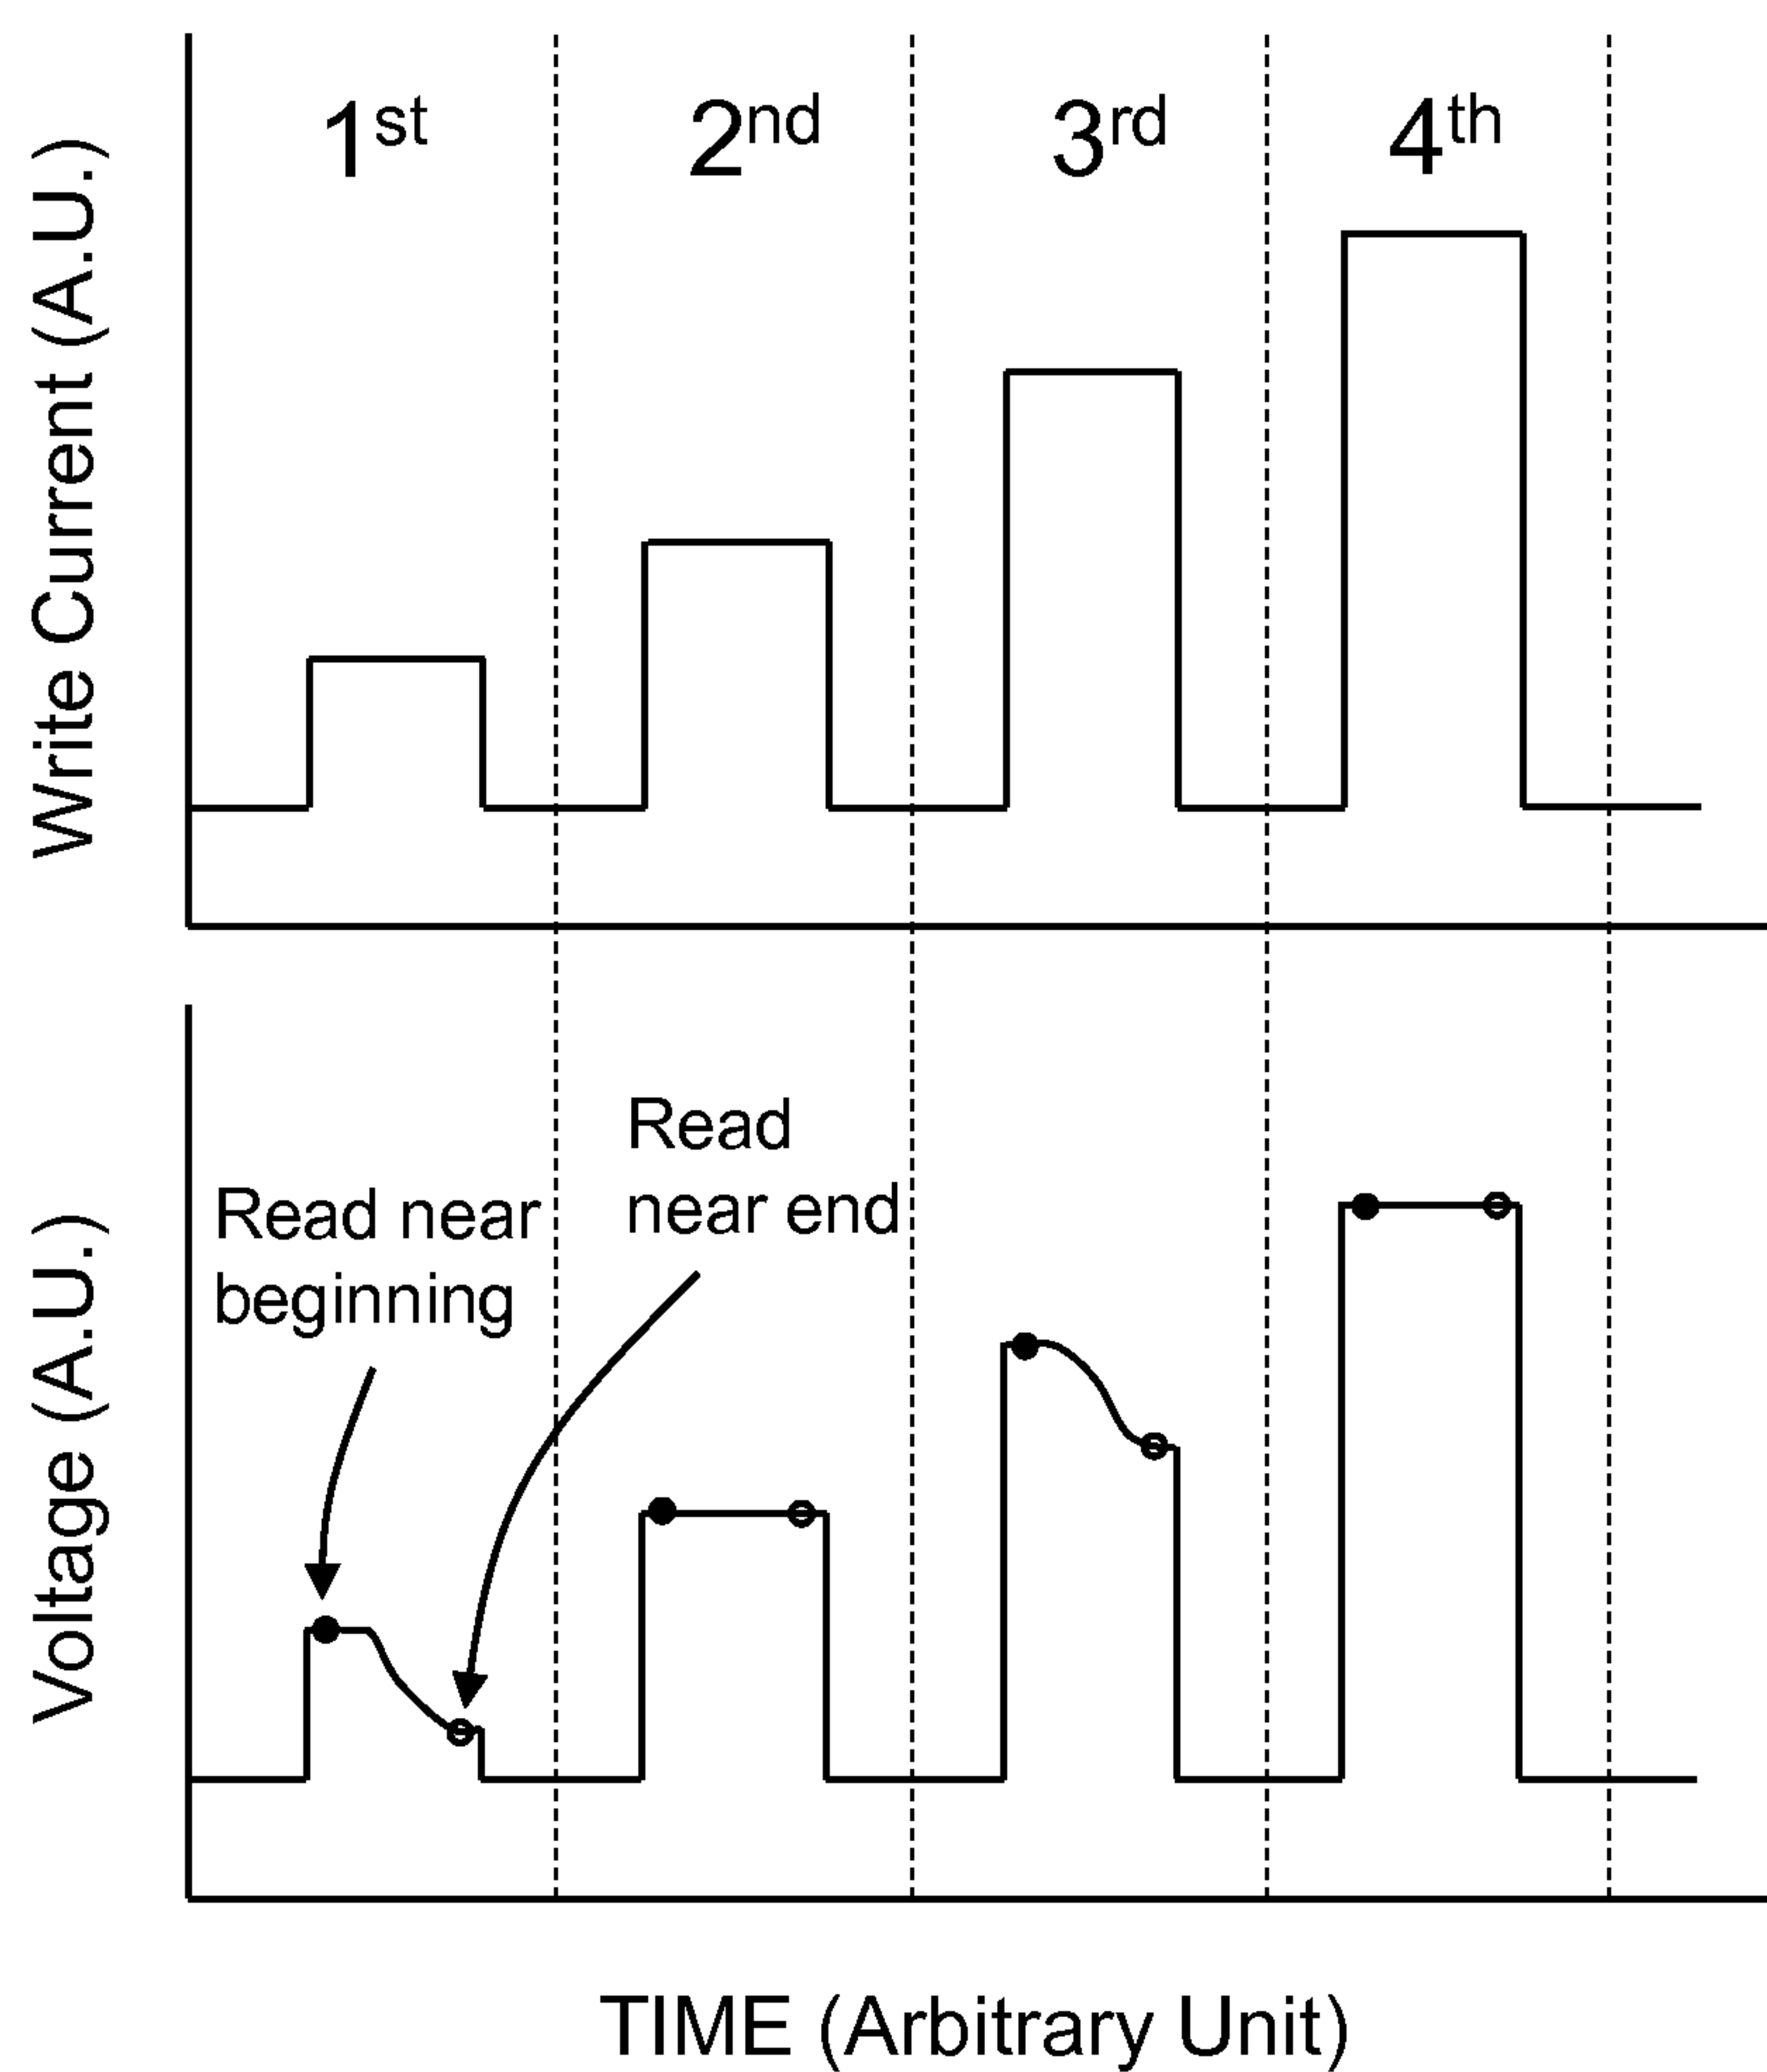 1st
2nd
3rd
4th
Write Current (A.U.)
Read
near end
Read near
beginning
Voltage (A.U.)
TIME (Arbitrary Unit)